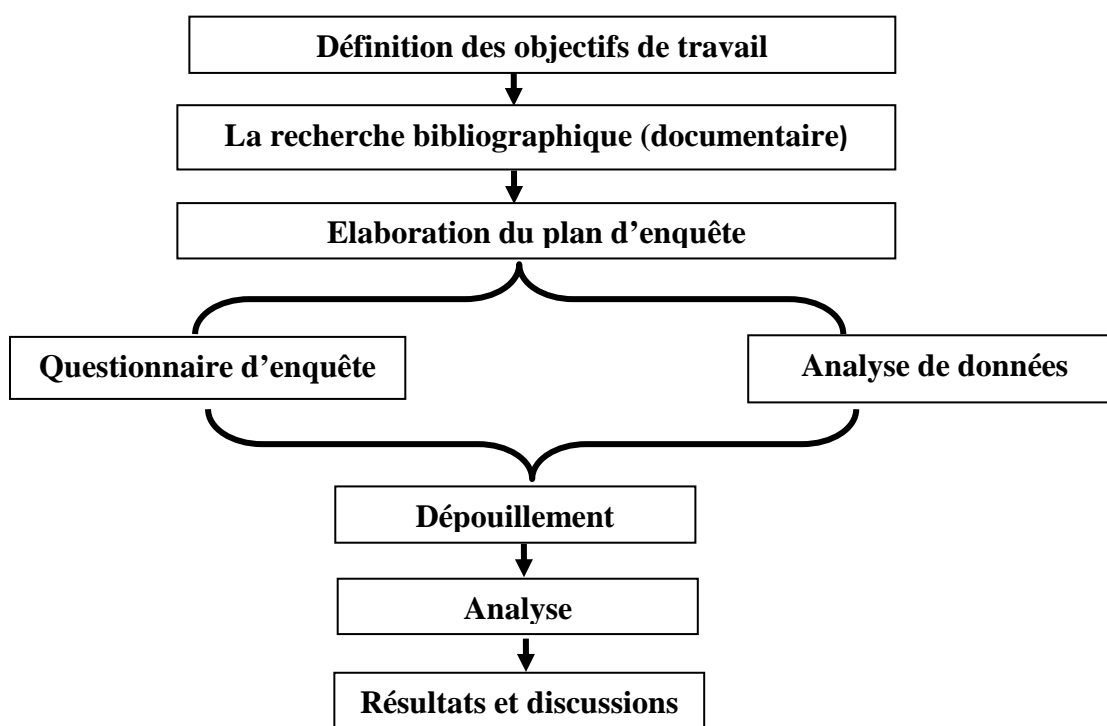 Définition des objectifs de travail
La recherche bibliographique (documentaire)
Elaboration du plan d’enquête
Questionnaire d’enquête
Analyse de données
Dépouillement
Analyse
Résultats et discussions